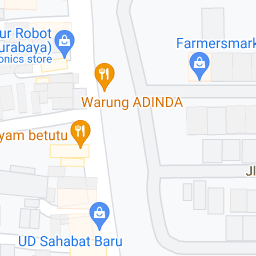 ur Robot
urabaya)
onics store
Farmersmark
Warung ADINDA
yam betutu
Jl
UD Sahabat Baru